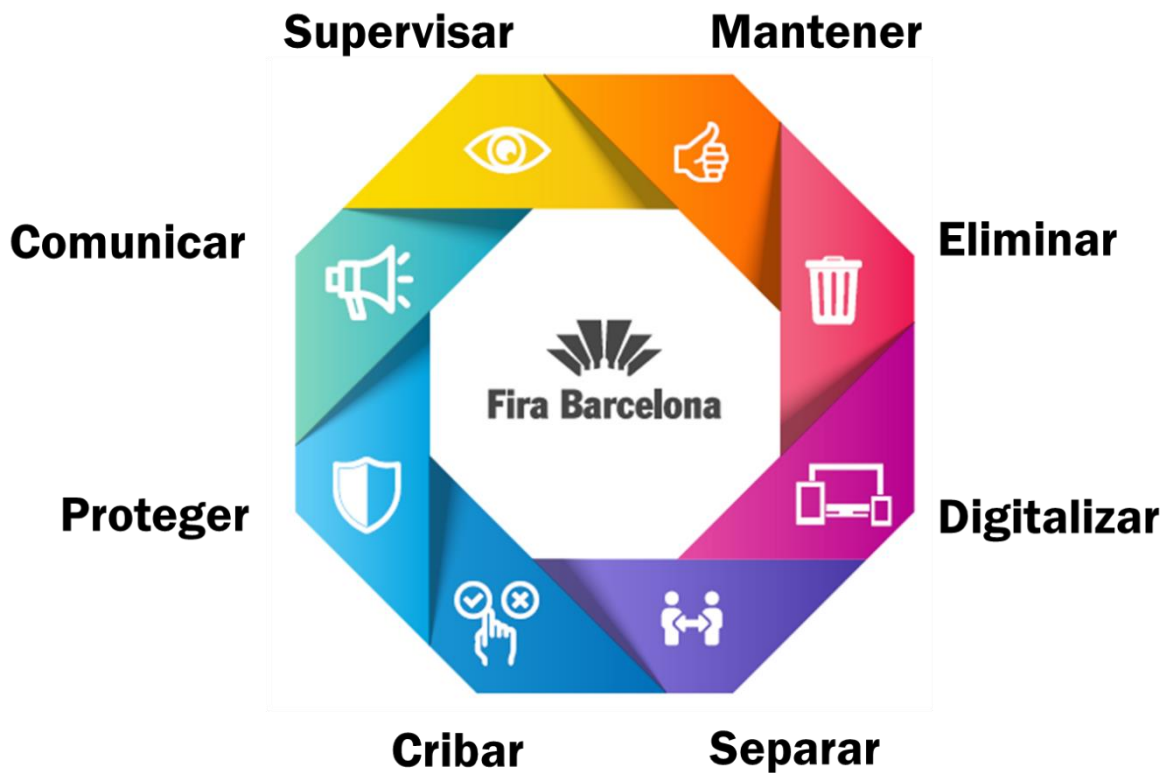 Supervisar
Mantener
Comunicar
Eliminar
Fira Barcelona
Proteger
Digitalizar
Cribar
Separar